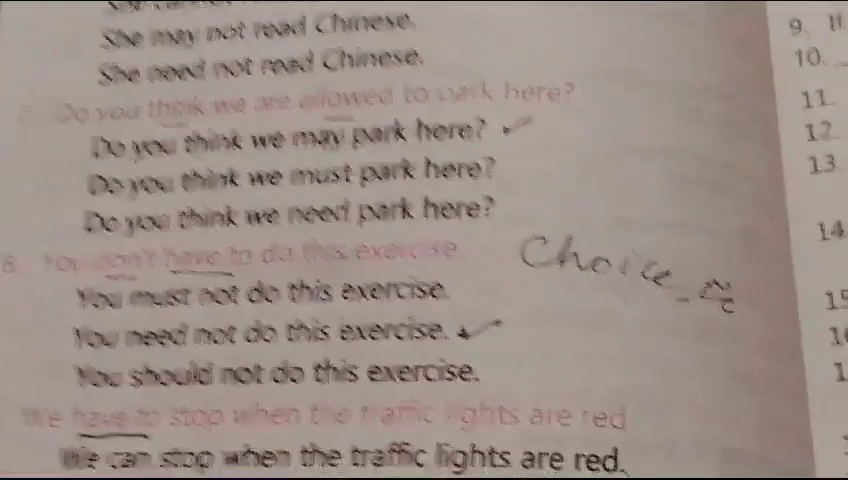 She may not read Chinese.
She need not read Chinese.
Do you think we are allowed to park here?
Do you think we may park here?
Do you think we must park here?
Do you think we need park here?
8 You don't have to do this exercise.
You must not do this exercise.
You need not do this exercise.
You should not do this exercise.
Choice
We have to stop when the traffic lights are red
We can stop when the traffic lights are red.
9.
10.
11.
12.
13
14
15